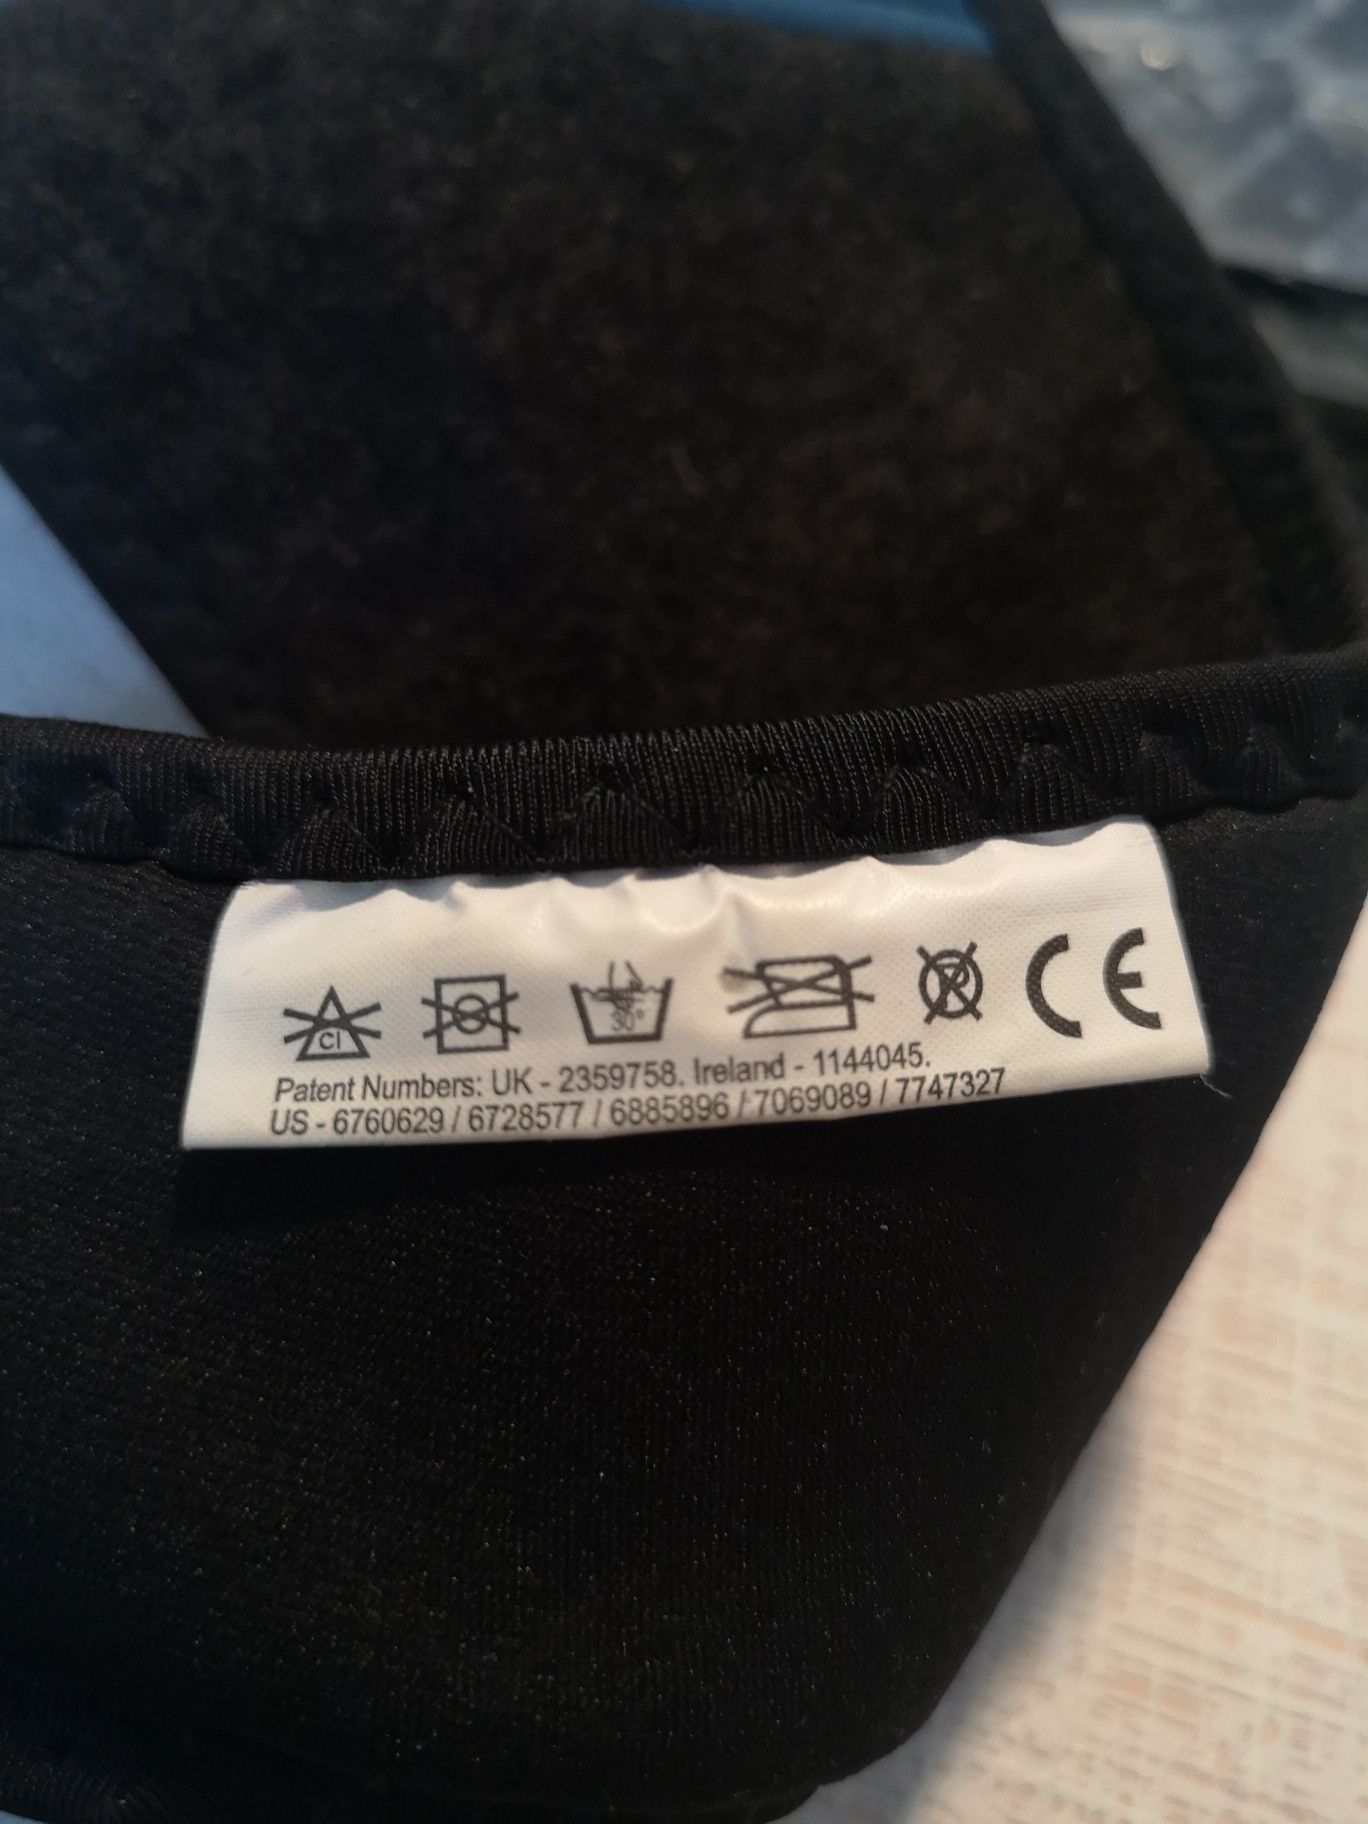 Cl 30° P CE
Patent Numbers: UK - 2359758. Ireland - 1144045.
US - 6760629 / 6728577 / 6885896 / 7069089 / 7747327